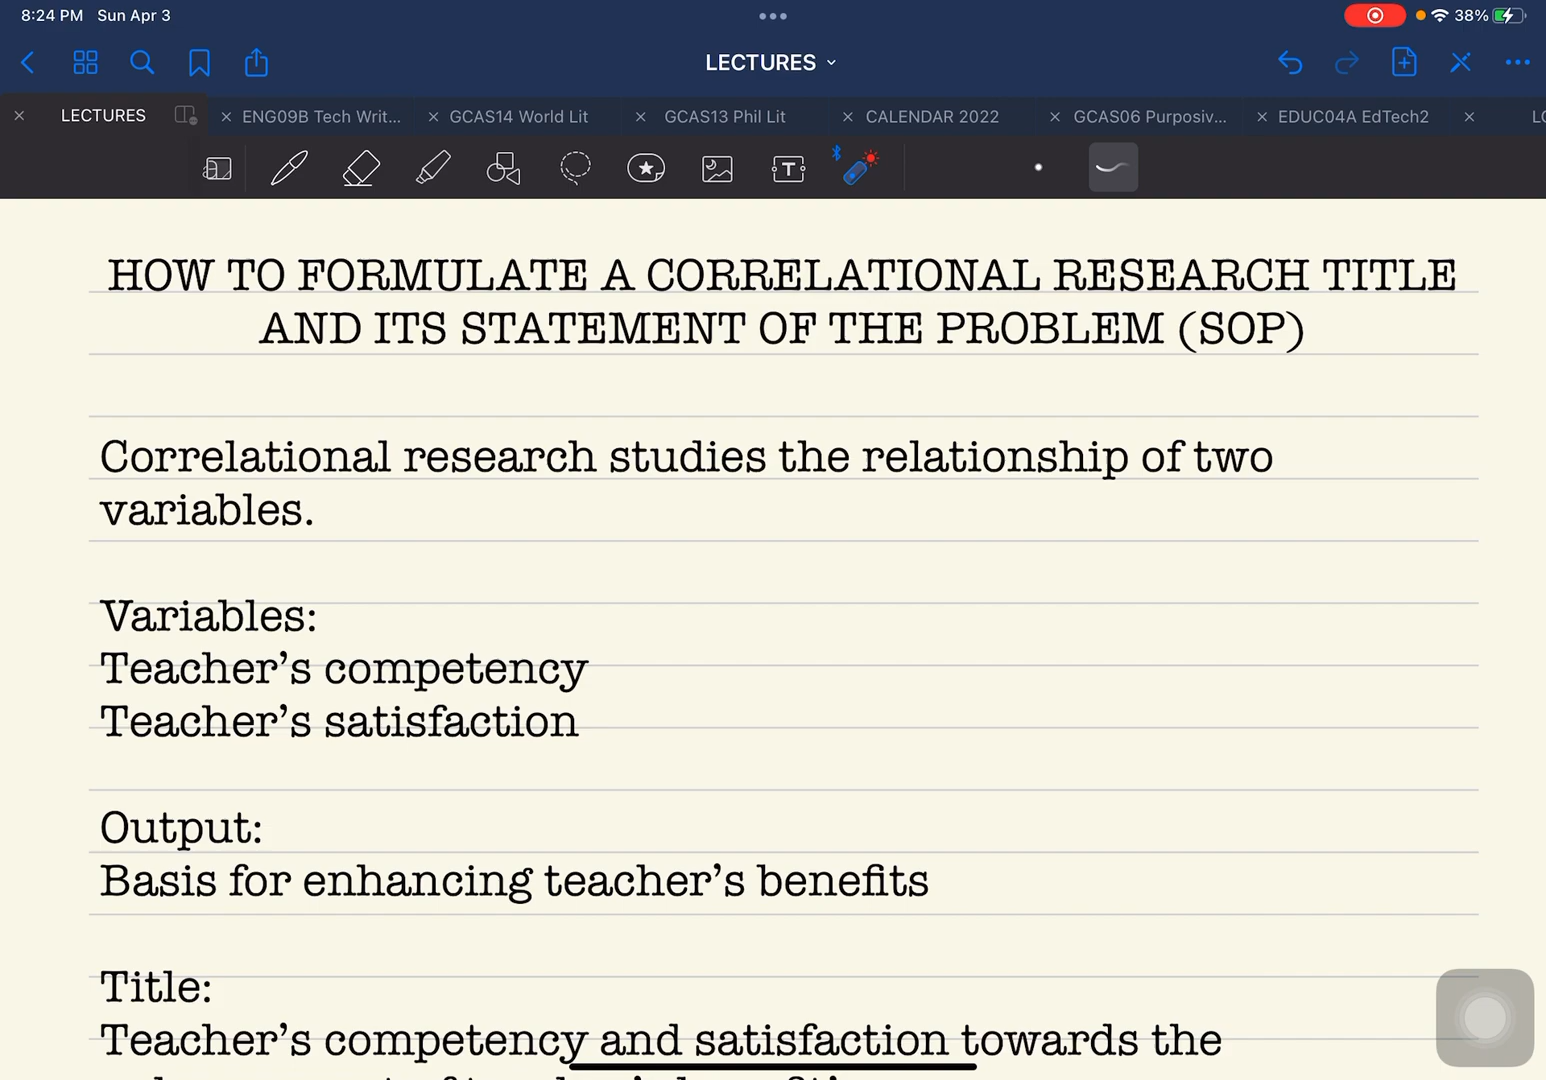 8:24 PM Sun Apr 3
38%
LECTURES
LECTURES
ENG09B Tech Writ...
GCAS14 World Lit
GCAS13 Phil Lit
CALENDAR 2022
GCAS06 Purposiv...
EDUC04A EdTech2
HOW TO FORMULATE A CORRELATIONAL RESEARCH TITLE
AND ITS STATEMENT OF THE PROBLEM (SOP)
Correlational research studies the relationship of two
variables.
Variables:
Teacher’s competency
Teacher’s satisfaction
Output:
Basis for enhancing teacher’s benefits
Title:
Teacher’s competency and satisfaction towards the